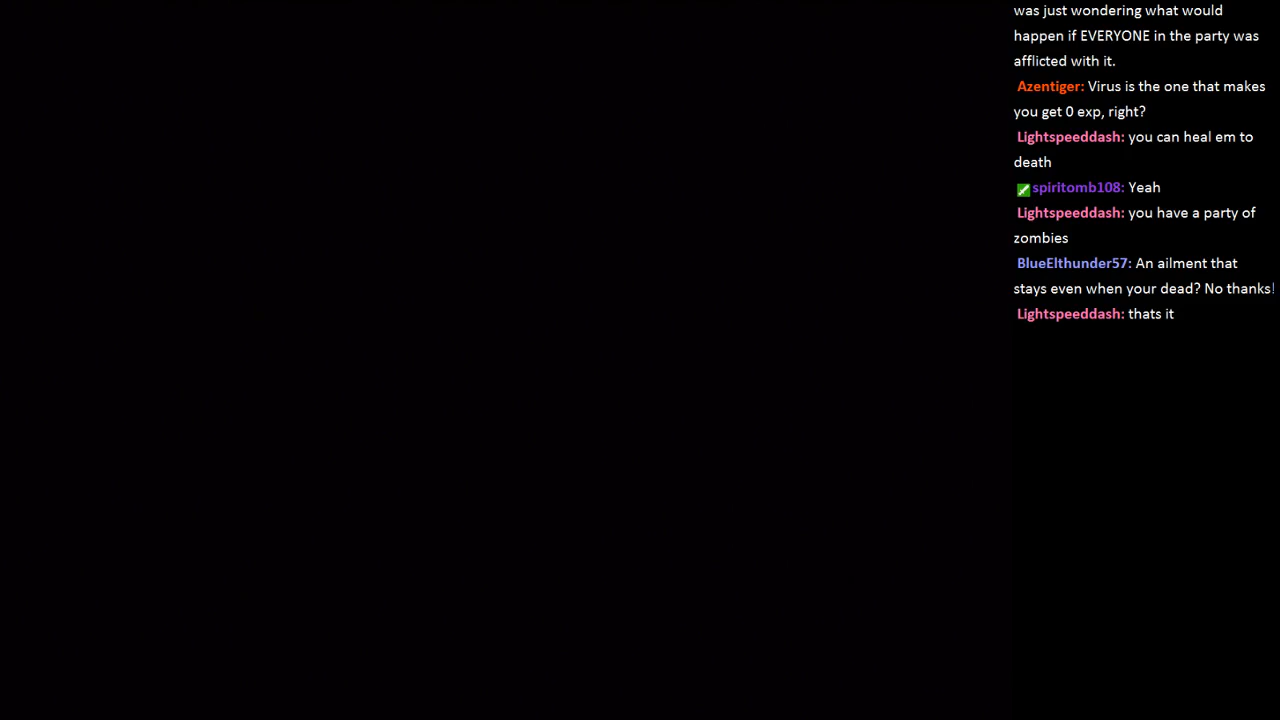 was just wondering what would
happen if EVERYONE in the party was
afflicted with it.
Azentiger: Virus is the one that makes
you get 0 exp, right?
Lightspeeddash: you can heal em to
death
spiritomb108: Yeah
Lightspeeddash: you have a party of
zombies
BlueElthunder57: An ailment that
stays even when your dead? No thanks!
Lightspeeddash: thats it